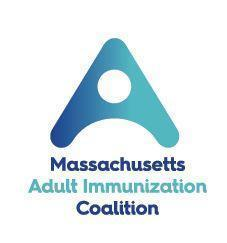 Massachusetts
Adult Immunization
Coalition